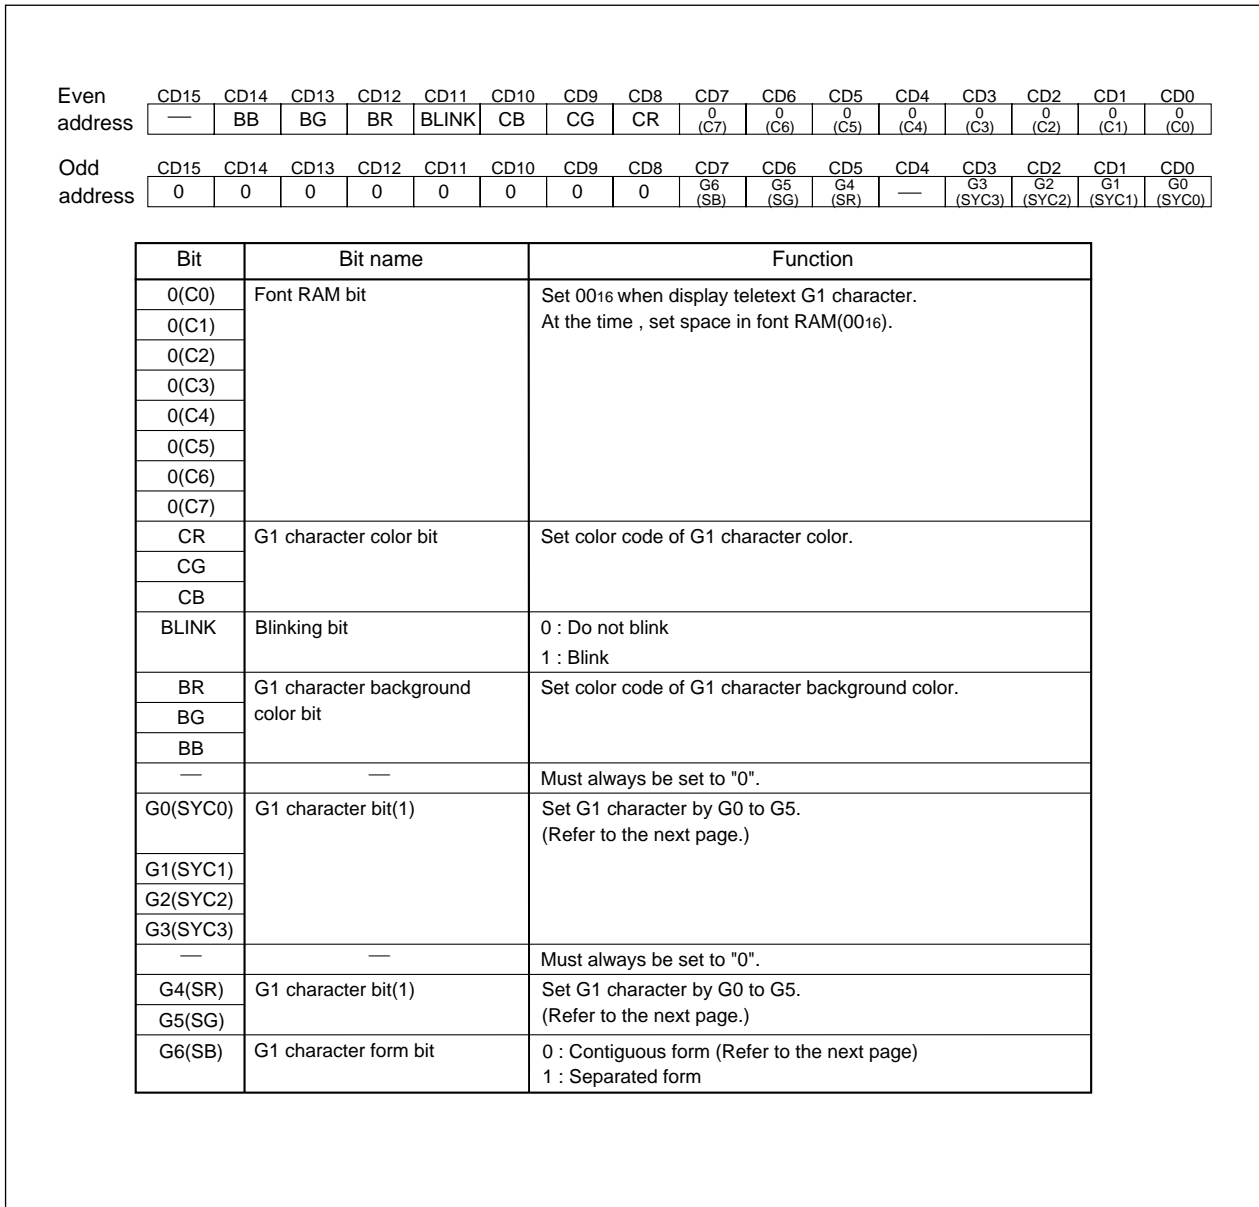 Even address CD15 CD14 CD13 CD12 CD11 CD10 CD9 CD8 CD7 CD6 CD5 CD4 CD3 CD2 CD1 CD0
— BB BG BR BLINK CB CG CR 0 (C7) 0 (C6) 0 (C5) 0 (C4) 0 (C3) 0 (C2) 0 (C1) 0 (C0)
Odd address CD15 CD14 CD13 CD12 CD11 CD10 CD9 CD8 CD7 CD6 CD5 CD4 CD3 CD2 CD1 CD0
0 0 0 0 0 0 0 0 G6 (SB) G5 (SG) G4 (SR) — G3 (SYC3) G2 (SYC2) G1 (SYC1) G0 (SYC0)
Bit Bit name Function
0(C0) Font RAM bit Set 0016 when display teletext G1 character.
0(C1) At the time , set space in font RAM(0016).
0(C2)
0(C3)
0(C4)
0(C5)
0(C6)
0(C7)
CR G1 character color bit Set color code of G1 character color.
CG
CB
BLINK Blinking bit 0 : Do not blink
1 : Blink
BR G1 character background Set color code of G1 character background color.
BG color bit
BB
— — Must always be set to "0".
G0(SYC0) G1 character bit(1) Set G1 character by G0 to G5.
(Refer to the next page.)
G1(SYC1)
G2(SYC2)
G3(SYC3)
— — Must always be set to "0".
G4(SR) G1 character bit(1) Set G1 character by G0 to G5.
G5(SG) (Refer to the next page.)
G6(SB) G1 character form bit 0 : Contiguous form (Refer to the next page)
1 : Separated form